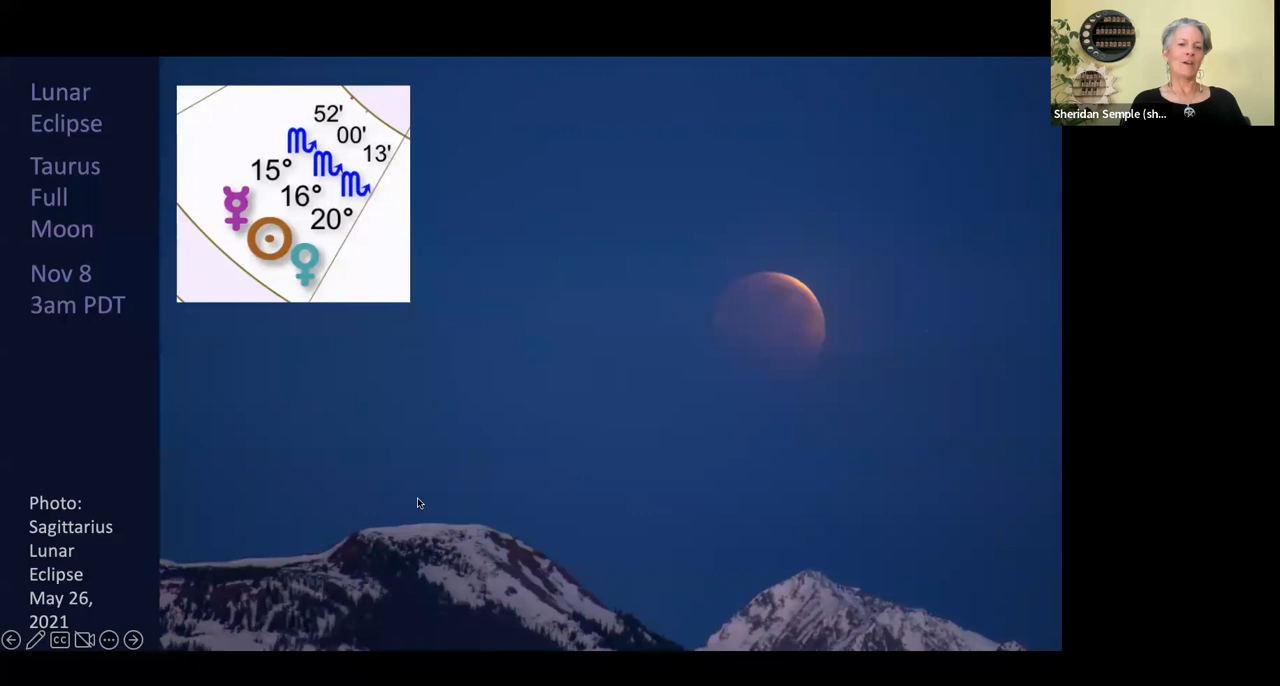 Lunar
Eclipse
Taurus
Full
Moon
Nov 8
3am PDT
52'
00'
13'
♏
♏
♏
15°
16°
20°
☿
☉
♀
Photo:
Sagittarius
Lunar
Eclipse
May 26,
2021
CC
Sheridan Semple (sh...